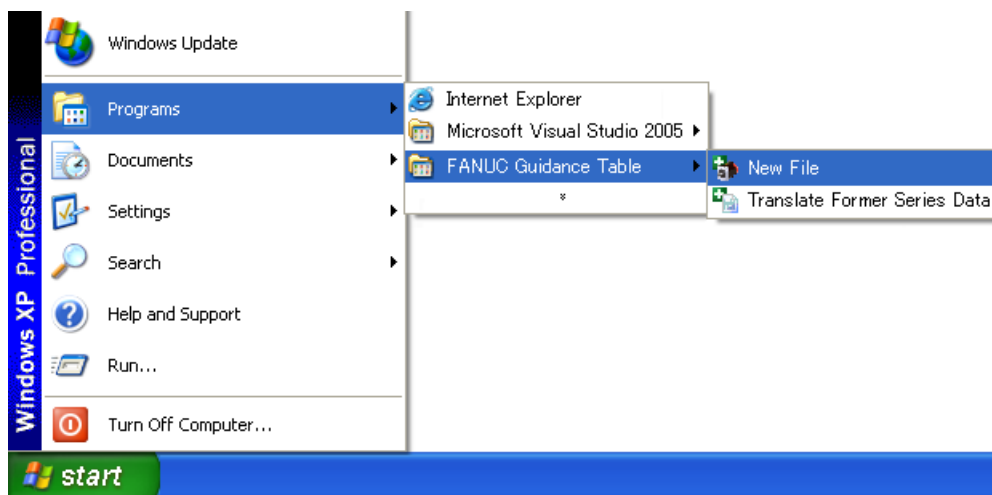 Windows Update
Programs
Documents
Settings
Search
Help and Support
Run...
Turn Off Computer...
Windows XP Professional
Internet Explorer
Microsoft Visual Studio 2005
FANUC Guidance Table
New File
Translate Former Series Data
start